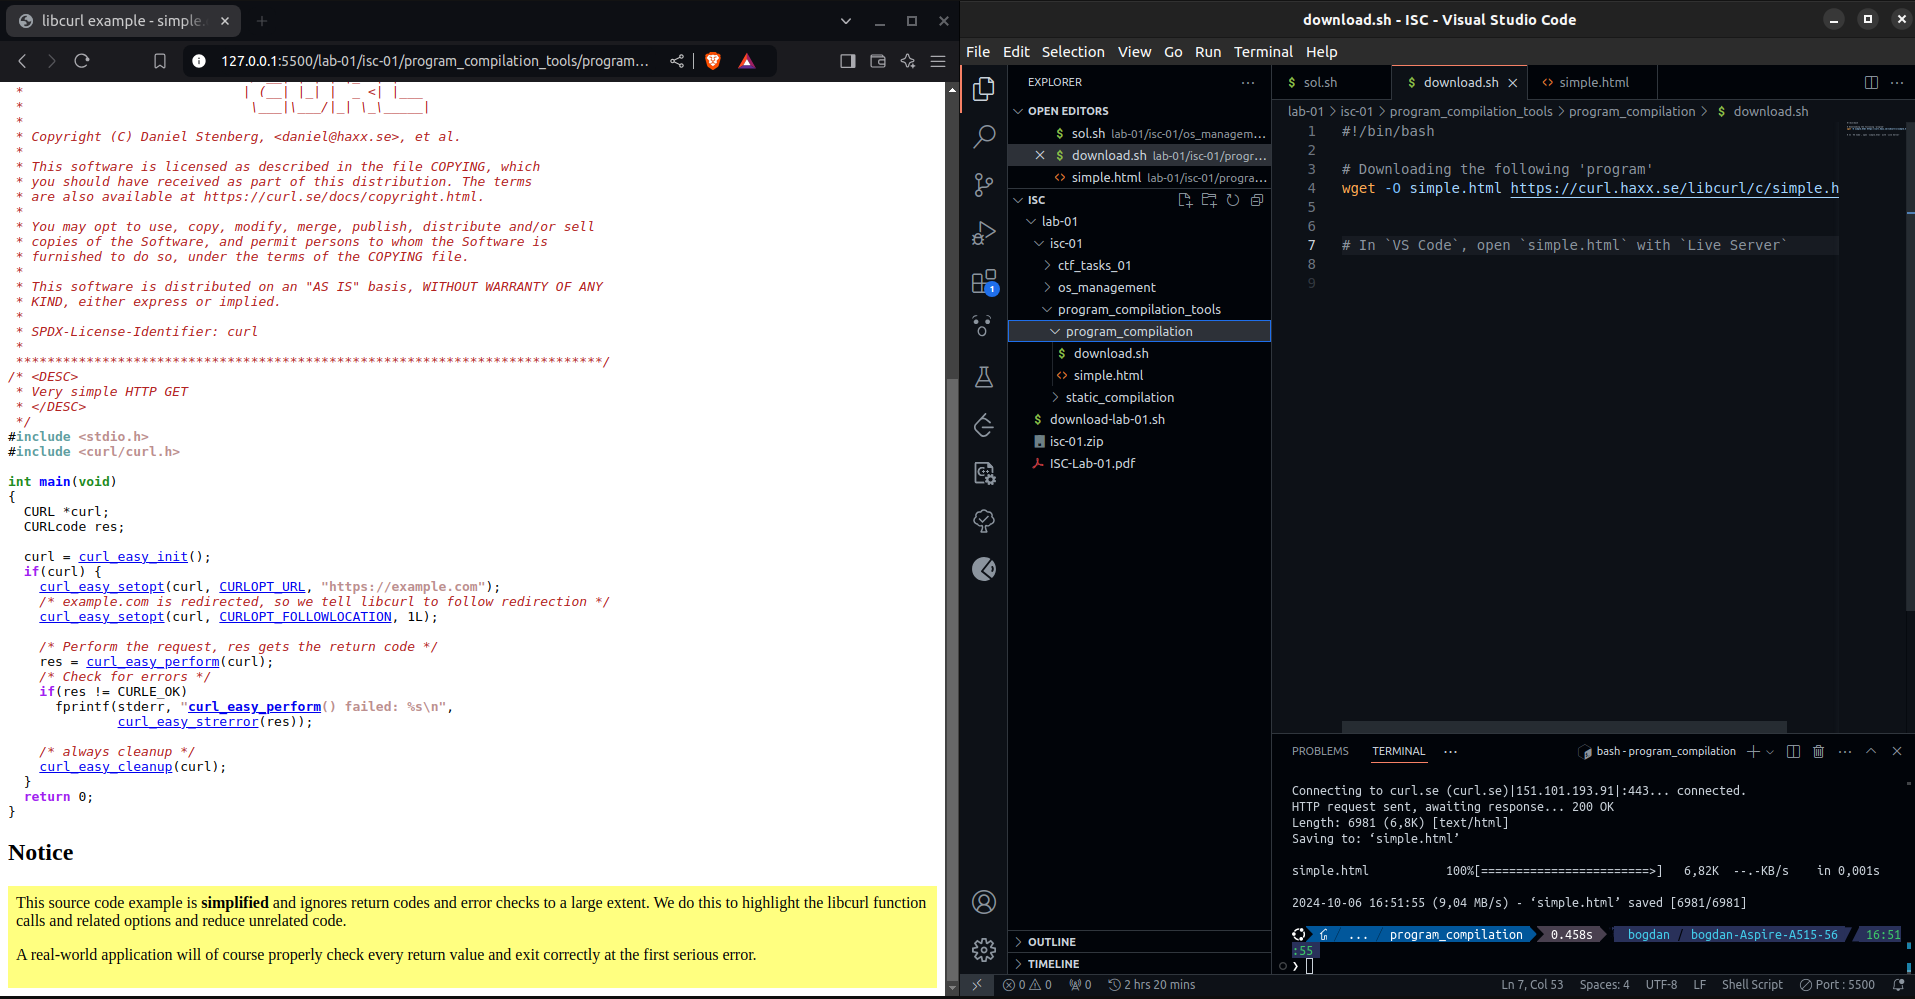 libcurl example - simple.
127.0.0.1:5500/lab-01/isc-01/program_compilation_tools/program...
*                             | (__| |_| |  _ <| |___
*                              \___|\___/|_| \_\_____|
*
* Copyright (C) Daniel Stenberg, <daniel@haxx.se>, et al.
*
* This software is licensed as described in the file COPYING, which
* you should have received as part of this distribution. The terms
* are also available at https://curl.se/docs/copyright.html.
*
* You may opt to use, copy, modify, merge, publish, distribute and/or sell
* copies of the Software, and permit persons to whom the Software is
* furnished to do so, under the terms of the COPYING file.
*
* This software is distributed on an "AS IS" basis, WITHOUT WARRANTY OF ANY
* KIND, either express or implied.
*
* SPDX-License-Identifier: curl
*
***************************************************************************/
/* <DESC>
* Very simple HTTP GET
* </DESC>
*/
#include <stdio.h>
#include <curl/curl.h>
int main(void)
{
CURL *curl;
CURLcode res;
curl = curl_easy_init();
if(curl) {
curl_easy_setopt(curl, CURLOPT_URL, "https://example.com");
/* example.com is redirected, so we tell libcurl to follow redirection */
curl_easy_setopt(curl, CURLOPT_FOLLOWLOCATION, 1L);
/* Perform the request, res gets the return code */
res = curl_easy_perform(curl);
/* Check for errors */
if(res != CURLE_OK)
fprintf(stderr, "curl_easy_perform() failed: %s\n",
curl_easy_strerror(res));
/* always cleanup */
curl_easy_cleanup(curl);
}
return 0;
}
Notice
This source code example is simplified and ignores return codes and error checks to a large extent. We do this to highlight the libcurl function
calls and related options and reduce unrelated code.
A real-world application will of course properly check every return value and exit correctly at the first serious error.
download.sh - ISC - Visual Studio Code
File Edit Selection View Go Run Terminal Help
EXPLORER
OPEN EDITORS
$ sol.sh lab-01/isc-01/os_managem...
$ download.sh lab-01/isc-01/progr...
<> simple.html lab-01/isc-01/progra...
ISC
lab-01
isc-01
ctf_tasks_01
os_management
program_compilation_tools
program_compilation
$ download.sh
<> simple.html
static_compilation
$ download-lab-01.sh
isc-01.zip
ISC-Lab-01.pdf
OUTLINE
TIMELINE
1
$ sol.sh
$ download.sh
<> simple.html
lab-01 > isc-01 > program_compilation_tools > program_compilation > $ download.sh
1 #!/bin/bash
2
3 # Downloading the following 'program'
4 wget -O simple.html https://curl.haxx.se/libcurl/c/simple.h
5
6
7 # In `VS Code`, open `simple.html` with `Live Server`
8
9
PROBLEMS TERMINAL ... bash - program_compilation
Connecting to curl.se (curl.se)|151.101.193.91|:443... connected.
HTTP request sent, awaiting response... 200 OK
Length: 6981 (6,8K) [text/html]
Saving to: ‘simple.html’
simple.html 100%[========================>] 6,82K --.-KB/s in 0,001s
2024-10-06 16:51:55 (9,04 MB/s) - ‘simple.html’ saved [6981/6981]
/ ... / program_compilation 0.458s bogdan / bogdan-Aspire-A515-56 / 16:51
:55
❯
0 0 0 2 hrs 20 mins Ln 7, Col 53 Spaces: 4 UTF-8 LF Shell Script Port : 5500